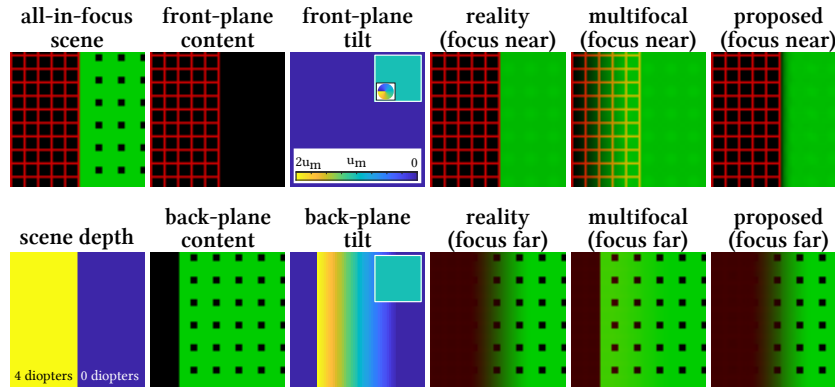 all-in-focus scene
front-plane content
front-plane tilt
reality (focus near)
multifocal (focus near)
proposed (focus near)
2um um 0
scene depth
back-plane content
back-plane tilt
reality (focus far)
multifocal (focus far)
proposed (focus far)
4 diopters 0 diopters